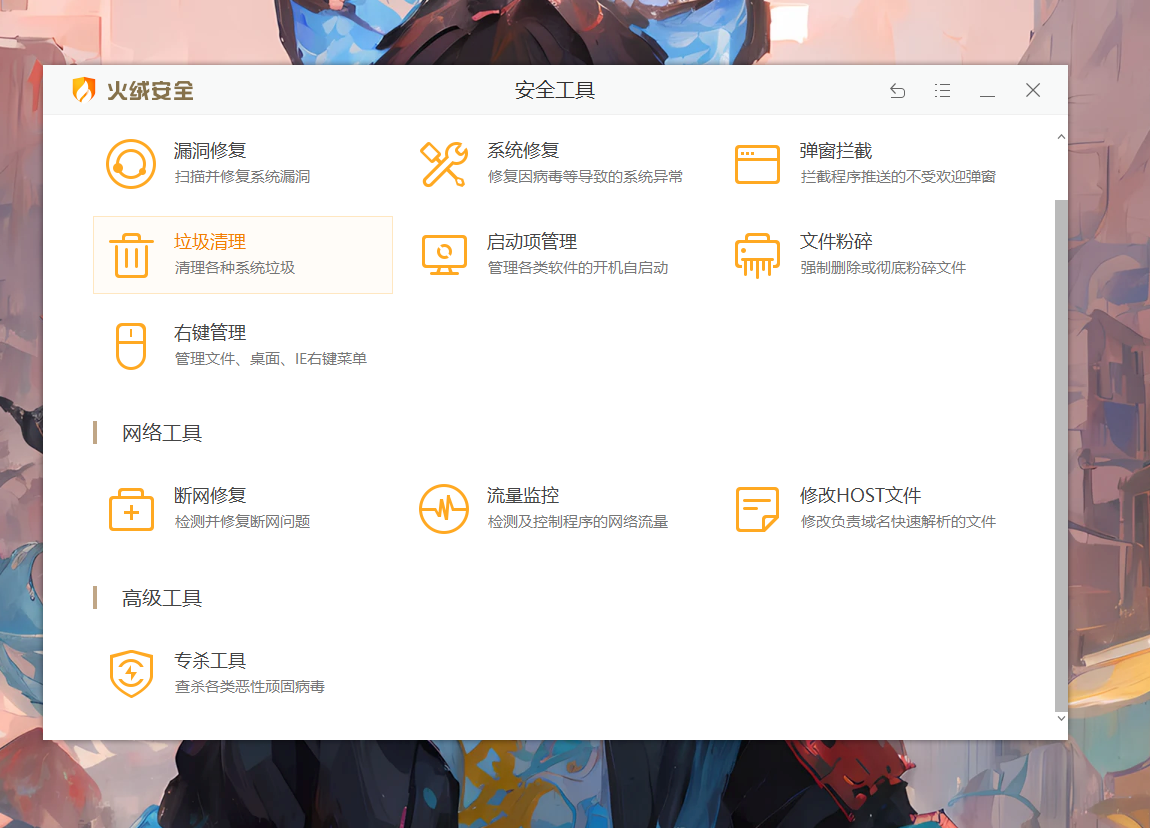 火绒安全
安全工具
漏洞修复
扫描并修复系统漏洞
系统修复
修复因病毒等导致的系统异常
弹窗拦截
拦截程序推送的不受欢迎弹窗
垃圾清理
清理各种系统垃圾
启动项管理
管理各类软件的开机自启动
文件粉碎
强制删除或彻底粉碎文件
右键管理
管理文件、桌面、IE右键菜单
网络工具
断网修复
检测并修复断网问题
流量监控
检测及控制程序的网络流量
修改HOST文件
修改负责域名快速解析的文件
高级工具
专杀工具
查杀各类恶性顽固病毒